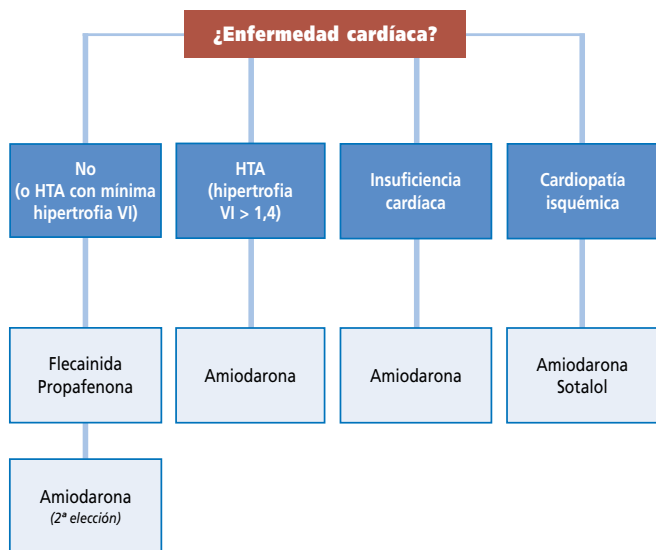 ¿Enfermedad cardíaca?
No
(o HTA con mínima
hipertrofia VI)
HTA
(hipertrofia
VI > 1,4)
Insuficiencia
cardíaca
Cardiopatía
isquémica
Flecainida
Propafenona
Amiodarona
Amiodarona
Amiodarona
Sotalol
Amiodarona
(2ª elección)